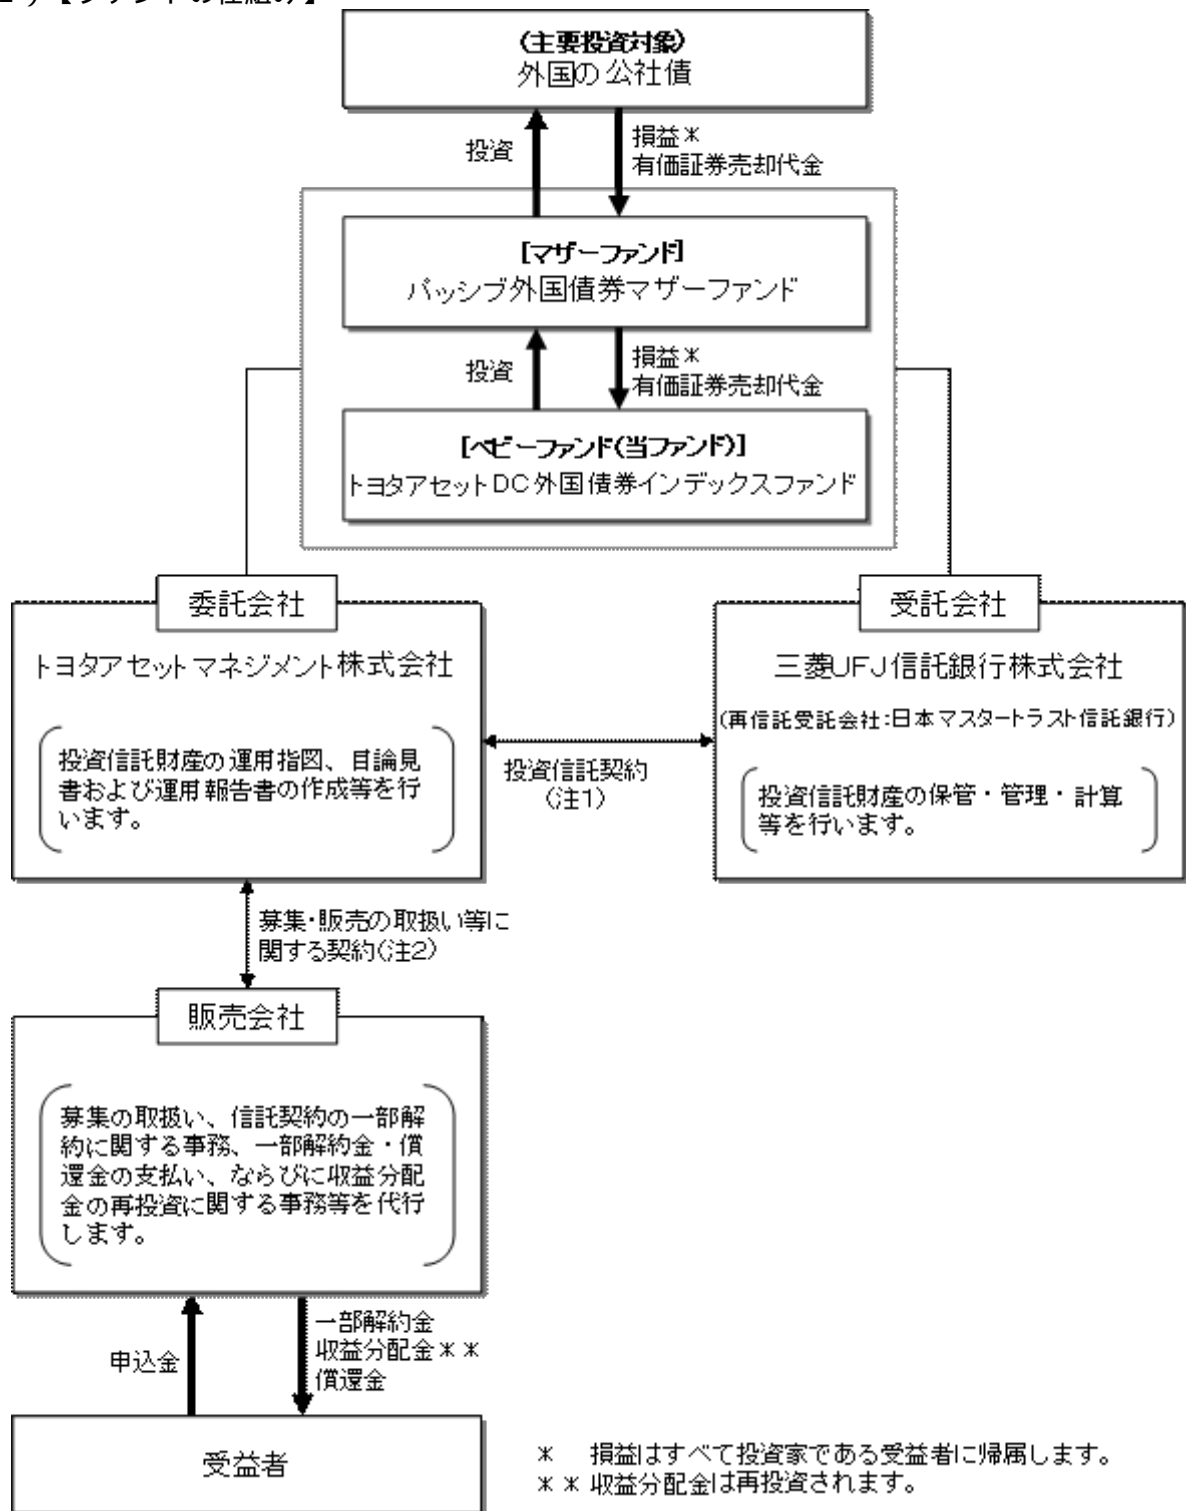 【ファンドの仕組み】
(主要投資対象)
外国の公社債
投資
損益*
有価証券売却代金
[マザーファンド]
パッシブ外国債券マザーファンド
投資
損益*
有価証券売却代金
[ベビーファンド(当ファンド)]
トヨタアセットDC外国債券インデックスファンド
委託会社
トヨタアセットマネジメント株式会社
投資信託財産の運用指図、目論見
書および運用報告書の作成等を行
います。
投資信託契約
(注1)
受託会社
三菱UFJ信託銀行株式会社
(再信託受託会社:日本マスタートラスト信託銀行)
投資信託財産の保管・管理・計算
等を行います。
募集・販売の取扱い等に
関する契約(注2)
販売会社
募集の取扱い、信託契約の一部解
約に関する事務、一部解約金・償
還金の支払い、ならびに収益分配
金の再投資に関する事務等を代行
します。
申込金
一部解約金
収益分配金**
償還金
受益者
* 損益はすべて投資家である受益者に帰属します。
** 収益分配金は再投資されます。